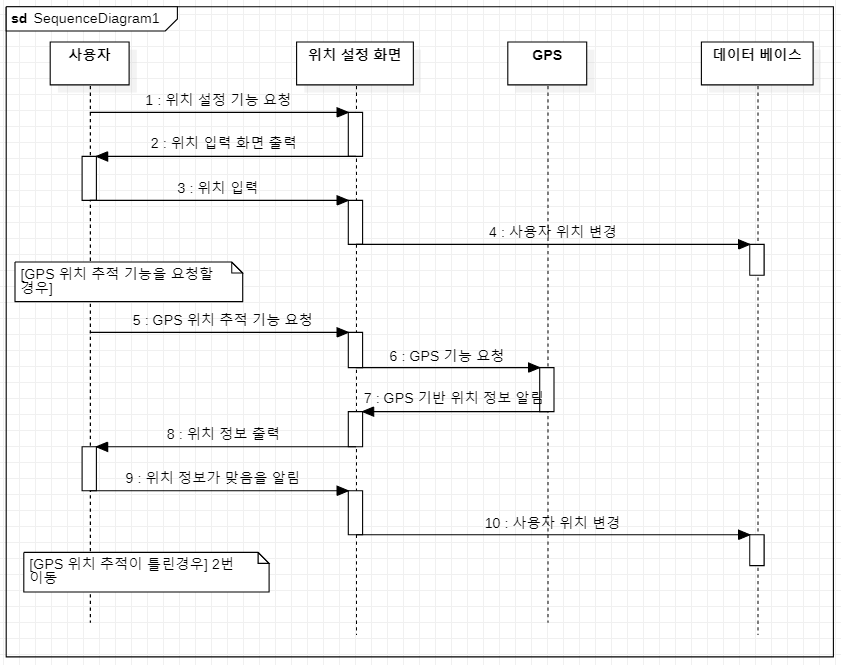 sd SequenceDiagram1
사용자
위치 설정 화면
GPS
데이터 베이스
1 : 위치 설정 기능 요청
2 : 위치 입력 화면 출력
3 : 위치 입력
4 : 사용자 위치 변경
[GPS 위치 추적 기능을 요청할
경우]
5 : GPS 위치 추적 기능 요청
6 : GPS 기능 요청
7 : GPS 기반 위치 정보 알림
8 : 위치 정보 출력
9 : 위치 정보가 맞음을 알림
10 : 사용자 위치 변경
[GPS 위치 추적이 틀린경우] 2번
이동